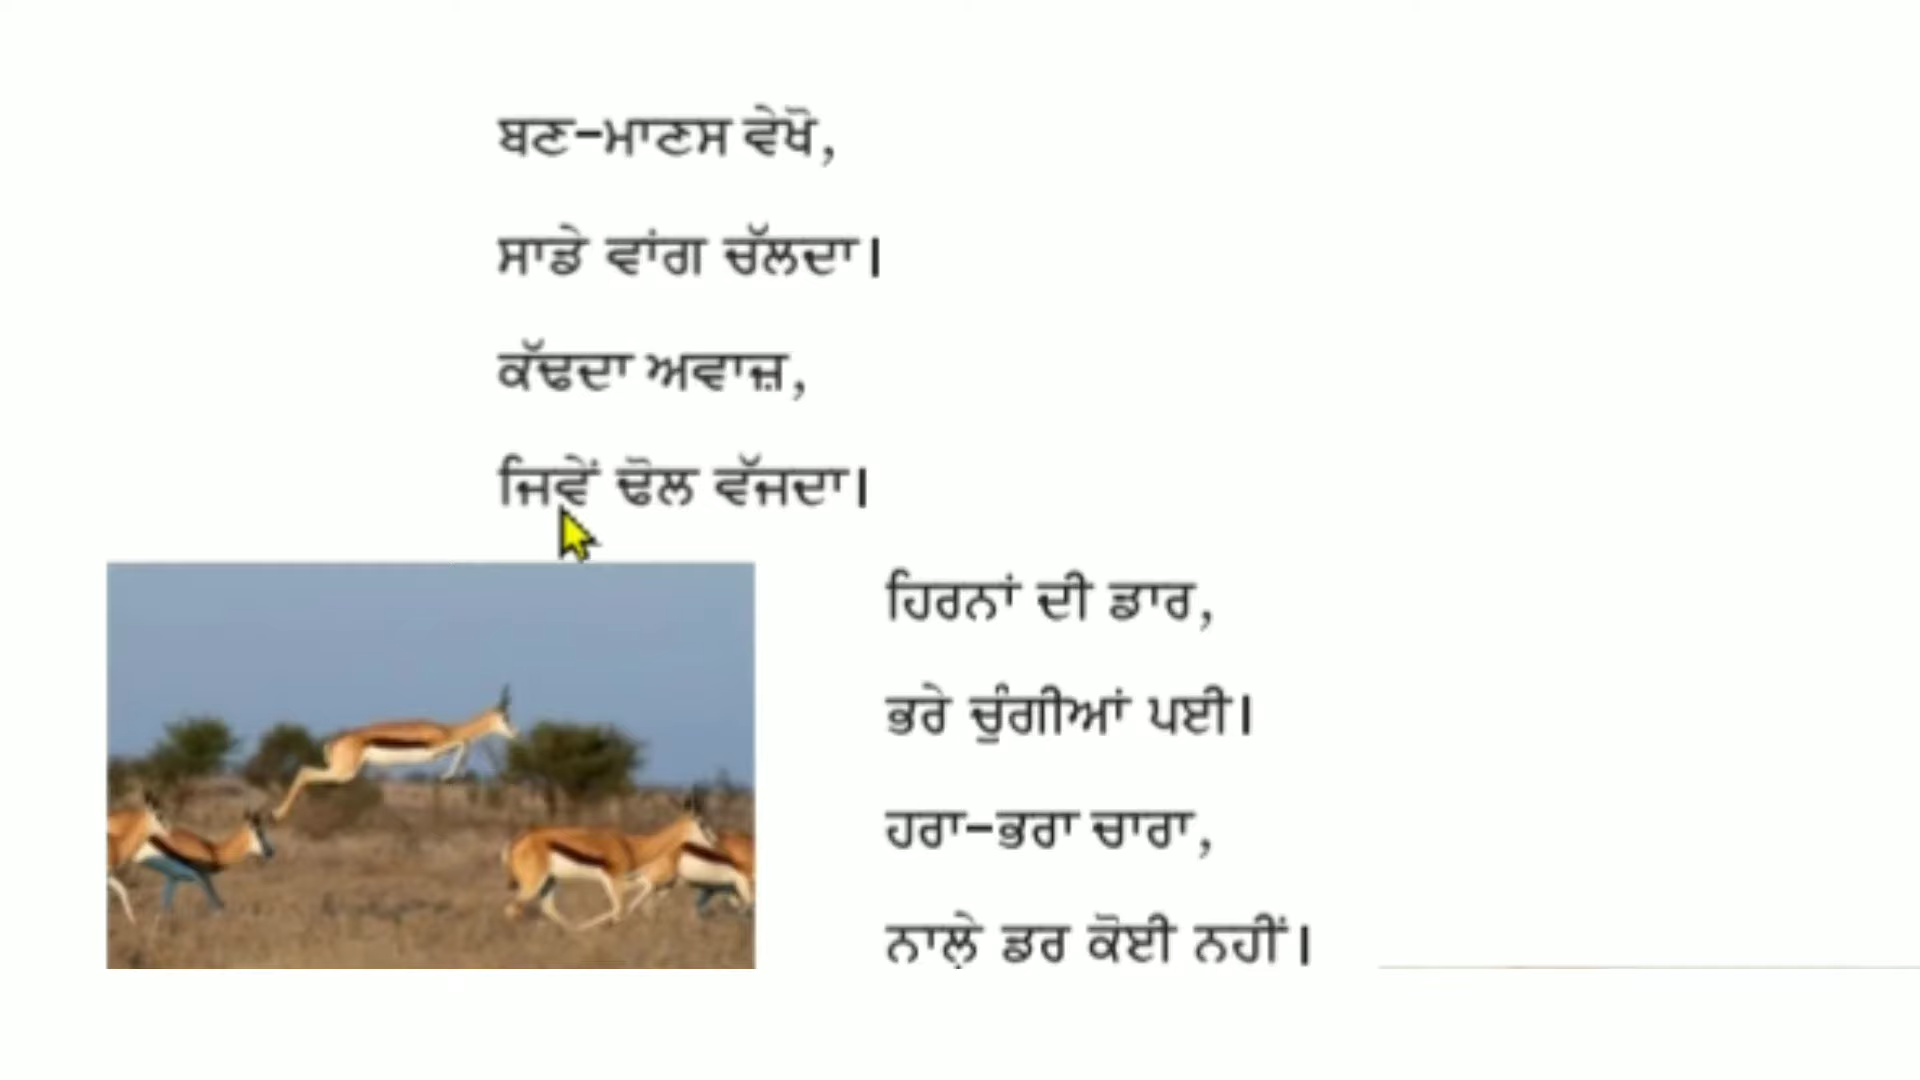 ਬਣ-ਮਾਣਸ ਵੇਖੋ,
ਸਾਡੇ ਵਾਂਗ ਚੱਲਦਾ।
ਕੱਢਦਾ ਅਵਾਜ਼,
ਜਿਵੇਂ ਢੋਲ ਵੱਜਦਾ।
ਹਿਰਨਾਂ ਦੀ ਡਾਰ,
ਭਰੇ ਚੁੰਗੀਆਂ ਪਈ।
ਹਰਾ-ਭਰਾ ਚਾਰਾ,
ਨਾਲ਼ੇ ਡਰ ਕੋਈ ਨਹੀਂ।